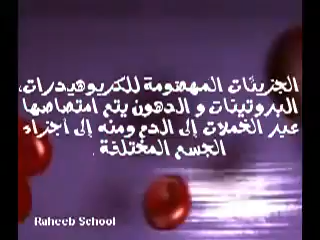 الجزيئات المهضومة للكربوهيدرات،
البروتينات و الدهون يتم امتصاصها
عبر الخملات إلى الدم ومنه إلى أجزاء
الجسم المختلفة .
Raheeb School